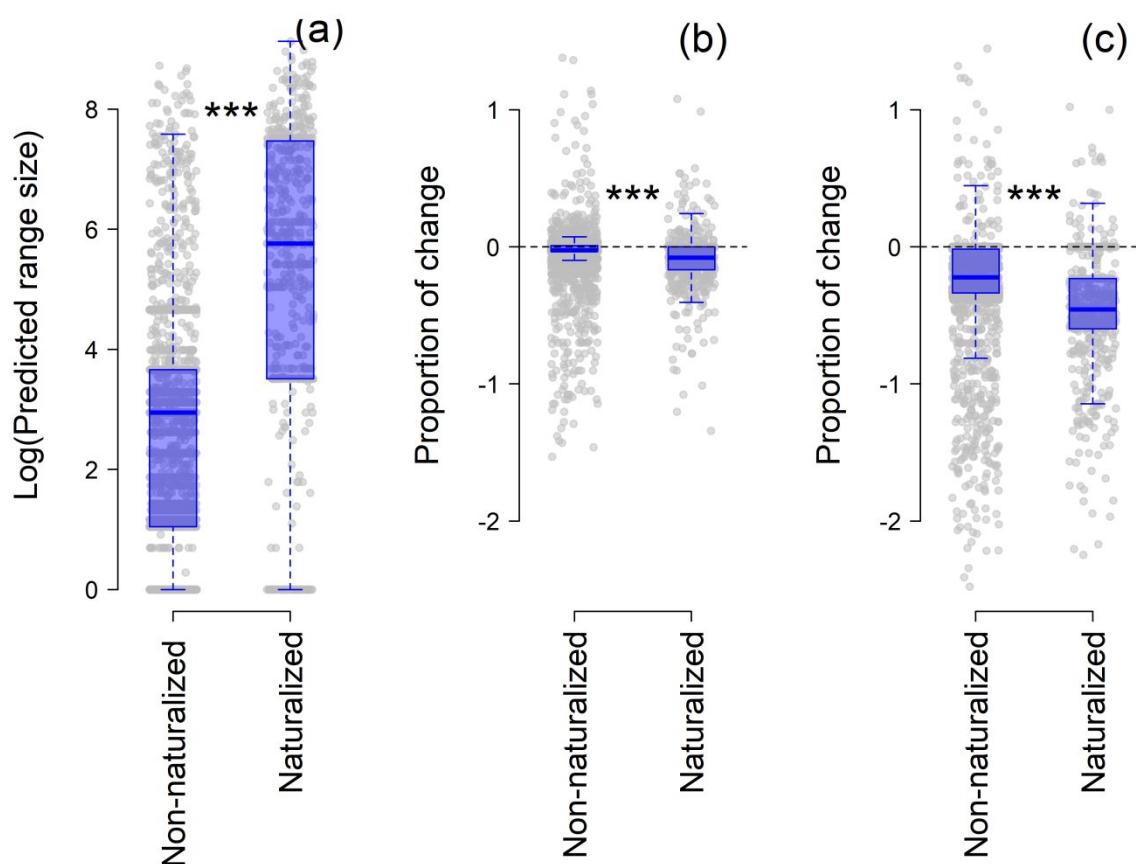 (a)
Log(Predicted range size)
8
6
4
2
0
***
Non-naturalized
Naturalized
(b)
Proportion of change
1
0
-1
-2
***
Non-naturalized
Naturalized
(c)
Proportion of change
1
0
-1
-2
***
Non-naturalized
Naturalized